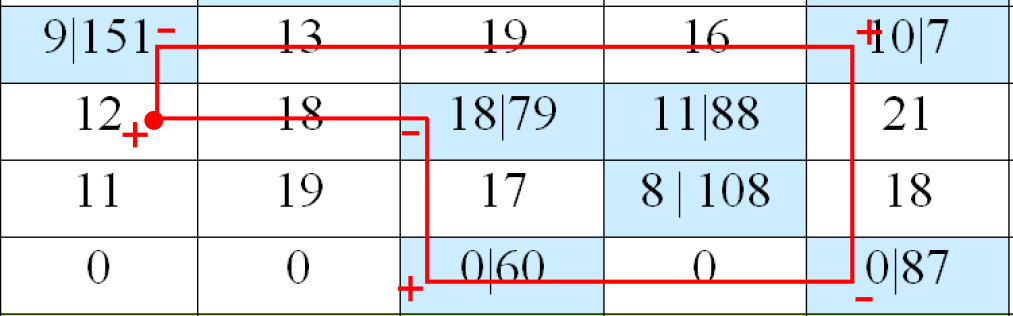 9|151 − 13 19 16 + 10|7
12 + 18 − 18|79 11|88 21
11 19 17 8 | 108 18
0 0 + 0|60 0 − 0|87